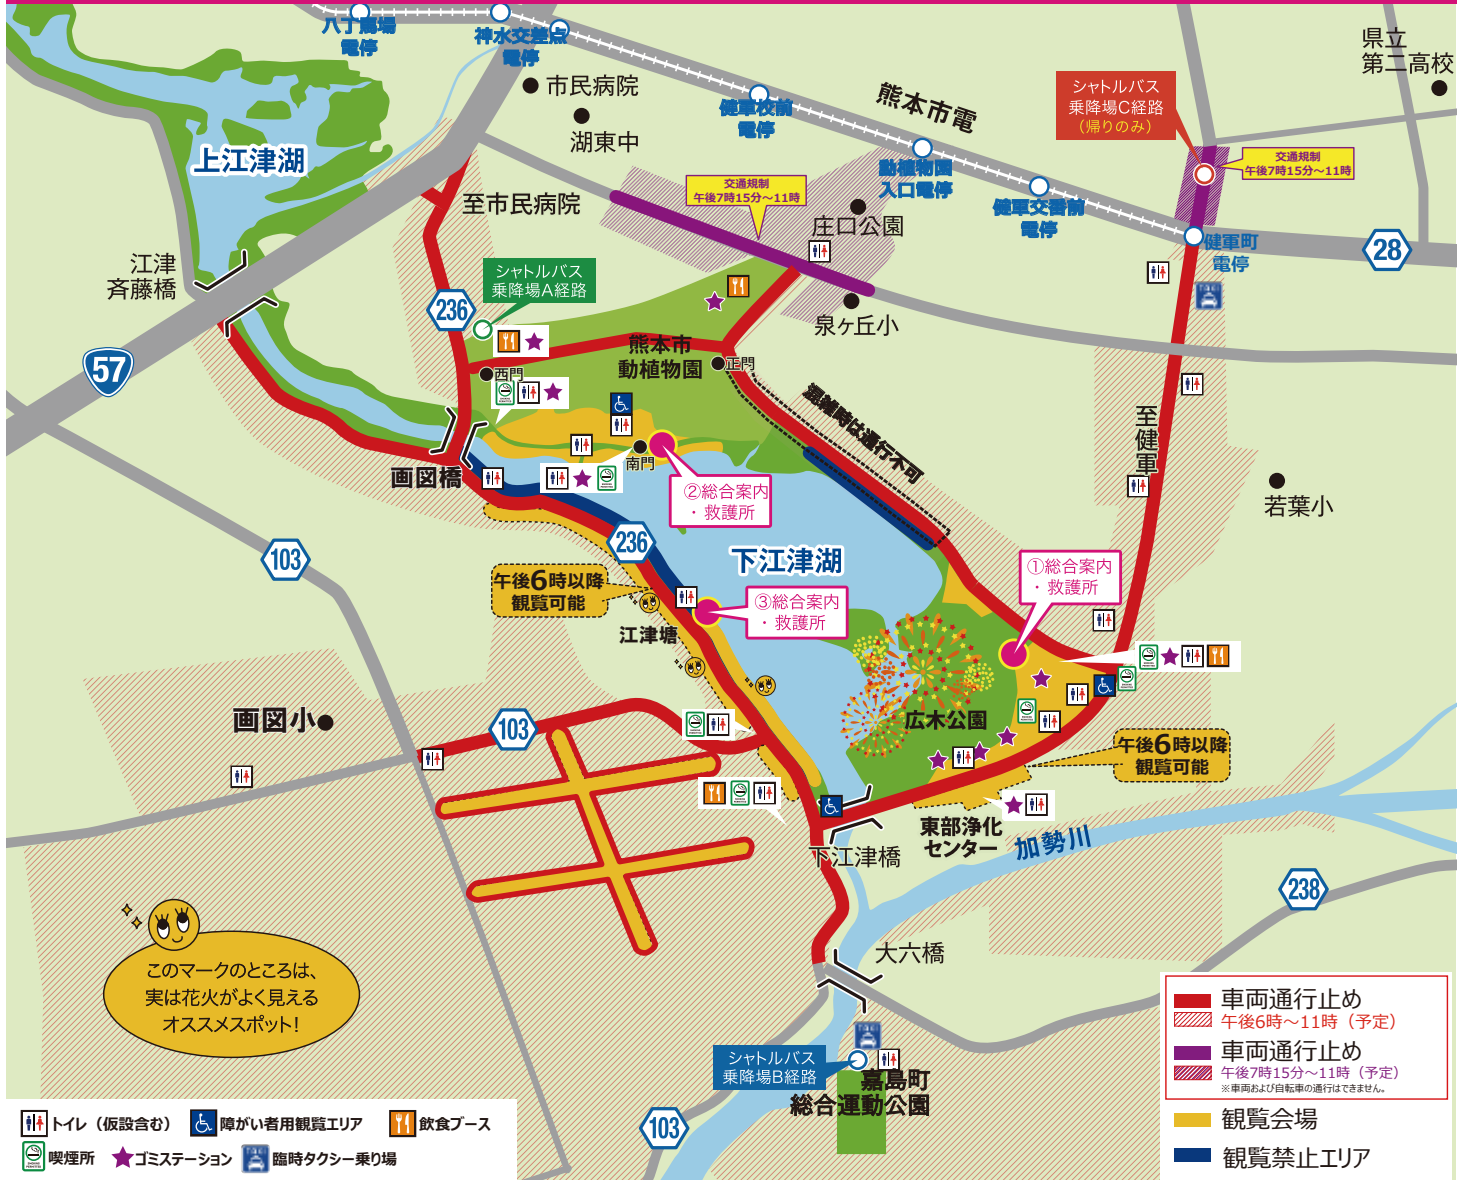 八丁馬場
電停
神水交差点
電停
市民病院
湖東中
健軍校前
電停
熊本市電
シャトルバス
乗降場C経路
（帰りのみ）
県立
第二高校
上江津湖
至市民病院
交通規制
午後7時15分～11時
動植物園
入口電停
交通規制
午後7時15分～11時
庄口公園
健軍交番前
電停
健軍町
電停
28
江津
斉藤橋
シャトルバス
乗降場A経路
236
泉ヶ丘小
57
熊本市
動植物園
正門
西門
混雑時は通行不可
至健軍
南門
画図橋
②総合案内
・救護所
若葉小
103
236
下江津湖
①総合案内
・救護所
午後6時以降
観覧可能
③総合案内
・救護所
江津塘
画図小
103
広木公園
午後6時以降
観覧可能
東部浄化
センター
加勢川
下江津橋
238
大六橋
このマークのところは、
実は花火がよく見える
オススメスポット！
シャトルバス
乗降場B経路
嘉島町
総合運動公園
103
車両通行止め
午後6時～11時（予定）
車両通行止め
午後7時15分～11時（予定）
※車両および自転車の通行はできません。
観覧会場
観覧禁止エリア
トイレ（仮設含む）
障がい者用観覧エリア
飲食ブース
喫煙所
ゴミステーション
臨時タクシー乗り場